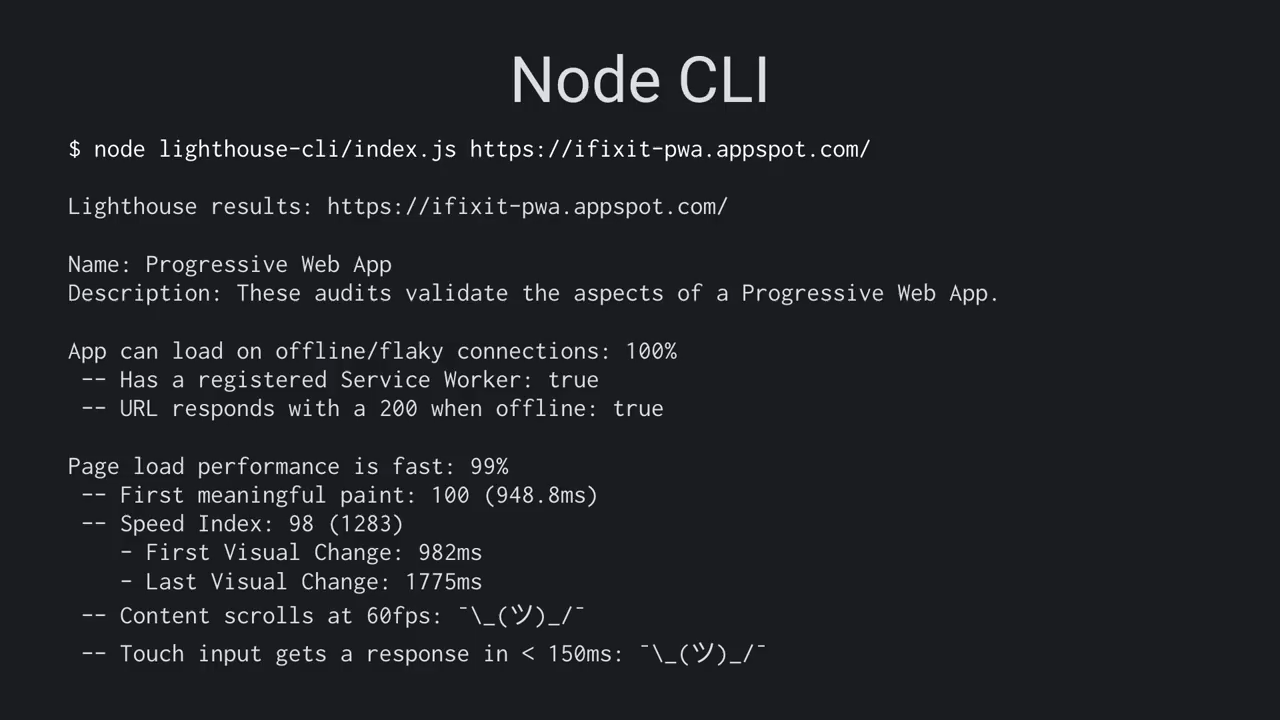 Node CLI
$ node lighthouse-cli/index.js https://ifixit-pwa.appspot.com/
Lighthouse results: https://ifixit-pwa.appspot.com/
Name: Progressive Web App
Description: These audits validate the aspects of a Progressive Web App.
App can load on offline/flaky connections: 100%
-- Has a registered Service Worker: true
-- URL responds with a 200 when offline: true
Page load performance is fast: 99%
-- First meaningful paint: 100 (948.8ms)
-- Speed Index: 98 (1283)
- First Visual Change: 982ms
- Last Visual Change: 1775ms
-- Content scrolls at 60fps: ¯\_(ツ)_/¯
-- Touch input gets a response in < 150ms: ¯\_(ツ)_/¯